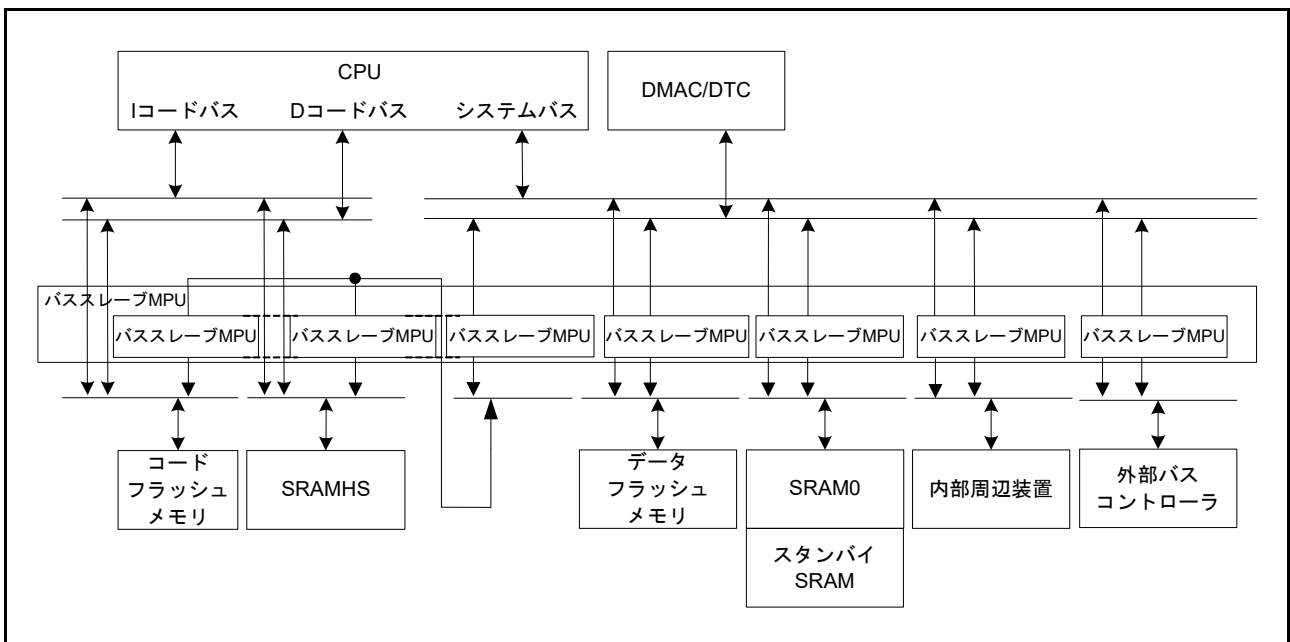 CPU
Iコードバス
Dコードバス
システムバス
DMAC/DTC
バススレーブMPU
バススレーブMPU
バススレーブMPU
バススレーブMPU
バススレーブMPU
バススレーブMPU
バススレーブMPU
バススレーブMPU
コード
フラッシュ
メモリ
SRAMHS
データ
フラッシュ
メモリ
SRAM0
スタンバイ
SRAM
内部周辺装置
外部バス
コントローラ